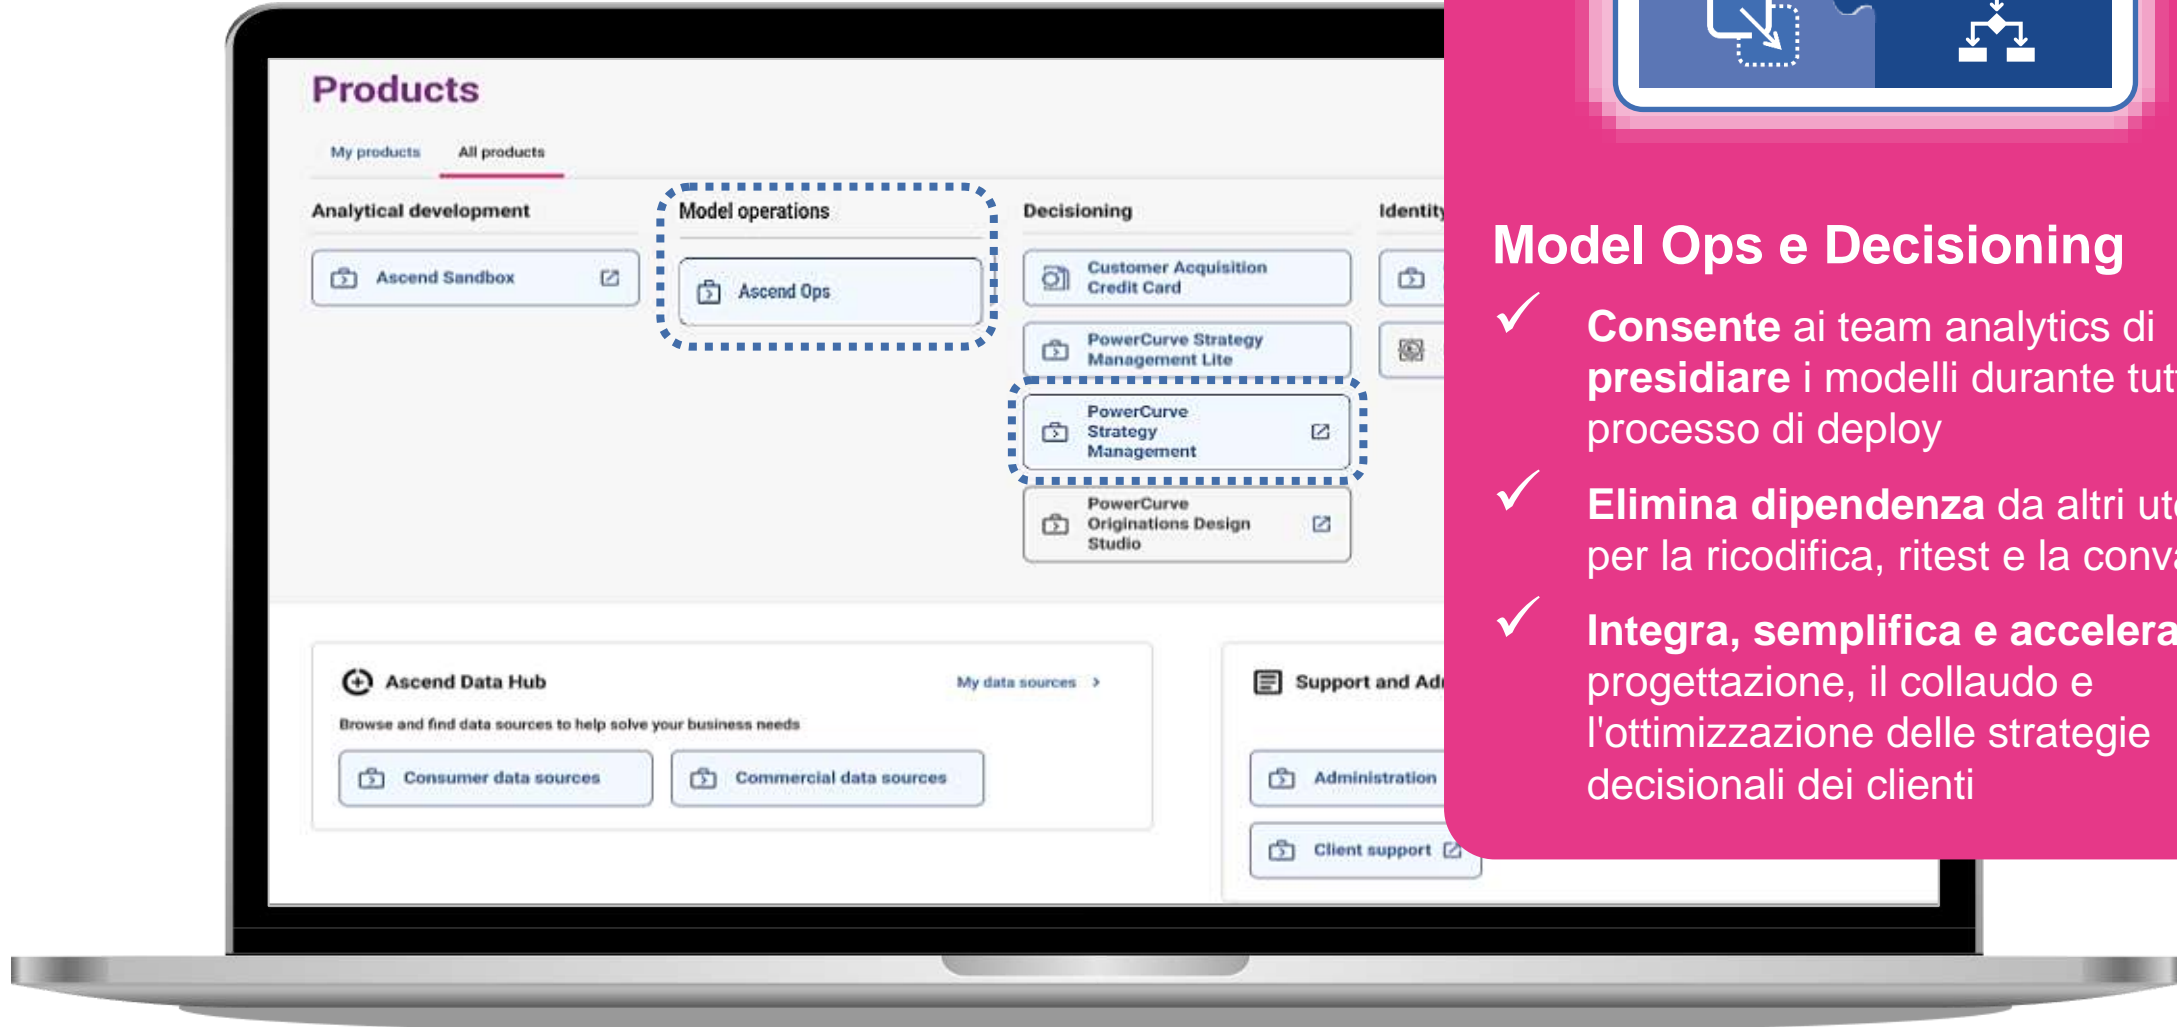 Products
My products All products
Analytical development
Ascend Sandbox
Model operations
Ascend Ops
Decisioning
Customer Acquisition
Credit Card
PowerCurve Strategy
Management Lite
PowerCurve
Strategy
Management
PowerCurve
Originations Design
Studio
Identity
Ascend Data Hub
My data sources >
Browse and find data sources to help solve your business needs
Consumer data sources
Commercial data sources
Support and
Administration
Client support
Model Ops e Decisioning
✓ Consente ai team analytics di
presidiare i modelli durante
processo di deploy
✓ Elimina dipendenza da altri
per la ricodifica, ritest e la
✓ Integra, semplifica e accelera
progettazione, il collaudo e
l'ottimizzazione delle strategie
decisionali dei clienti